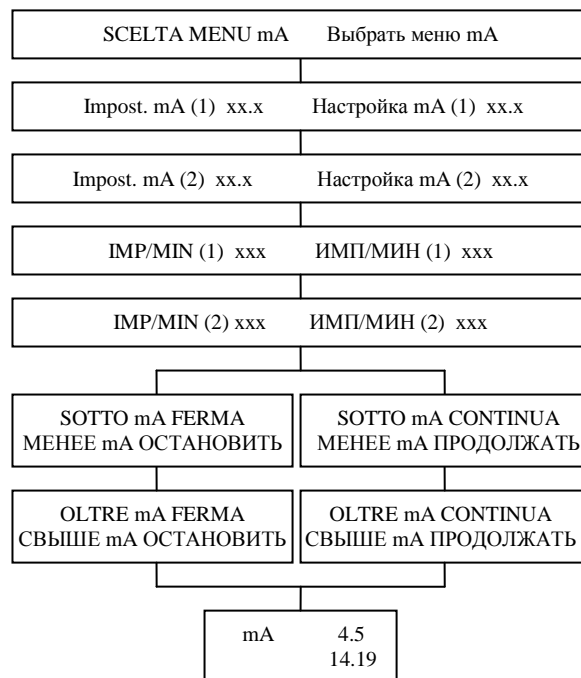 SCELTA MENU mA Выбрать меню mA
Impost. mA (1) xx.x Настройка mA (1) xx.x
Impost. mA (2) xx.x Настройка mA (2) xx.x
IMP/MIN (1) xxx ИМП/МИН (1) xxx
IMP/MIN (2) xxx ИМП/МИН (2) xxx
SOTTO mA FERMA
МЕНЕЕ mA ОСТАНОВИТЬ
SOTTO mA CONTINUA
МЕНЕЕ mA ПРОДОЛЖАТЬ
OLTRE mA FERMA
СВЫШЕ mA ОСТАНОВИТЬ
OLTRE mA CONTINUA
СВЫШЕ mA ПРОДОЛЖАТЬ
mA 4.5
14.19